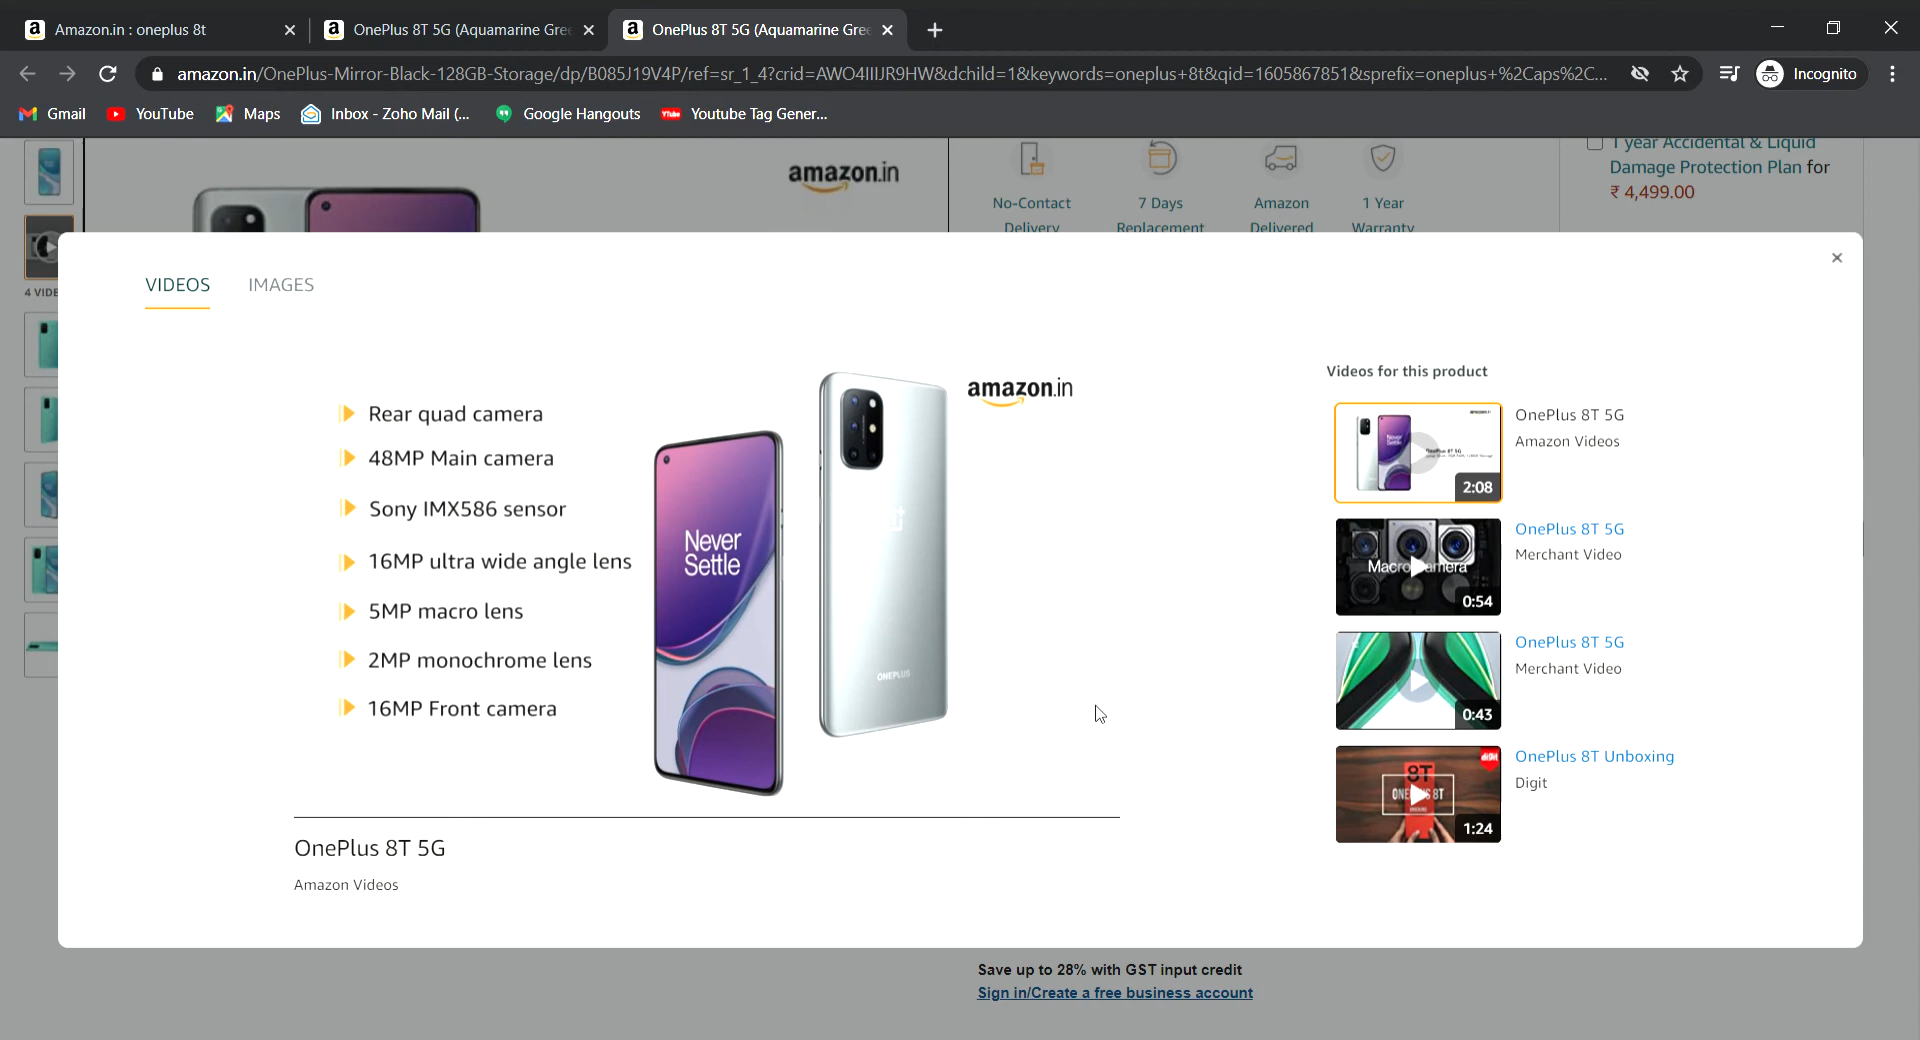 Amazon.in : oneplus 8t
OnePlus 8T 5G (Aquamarine Gre
OnePlus 8T 5G (Aquamarine Gre
amazon.in/OnePlus-Mirror-Black-128GB-Storage/dp/B085J19V4P/ref=sr_1_4?crid=AWO4IIIJR9HW&dchild=1&keywords=oneplus+8t&qid=1605867851&sprefix=oneplus+%2Caps%2C...
Incognito
Gmail
YouTube
Maps
Inbox - Zoho Mail (...
Google Hangouts
Youtube Tag Gener...
amazon.in
No-Contact
Delivery
7 Days
Replacement
Amazon
Delivered
1 Year
Warranty
1 year Accidental & Liquid
Damage Protection Plan for
₹ 4,499.00
4 VIDE
VIDEOS
IMAGES
Rear quad camera
48MP Main camera
Sony IMX586 sensor
16MP ultra wide angle lens
5MP macro lens
2MP monochrome lens
16MP Front camera
Never
Settle
ONEPLUS
amazon.in
OnePlus 8T 5G
Amazon Videos
Videos for this product
2:08
OnePlus 8T 5G
Amazon Videos
0:54
OnePlus 8T 5G
Merchant Video
0:43
OnePlus 8T 5G
Merchant Video
8T
1:24
OnePlus 8T Unboxing
Digit
Save up to 28% with GST input credit
Sign in/Create a free business account